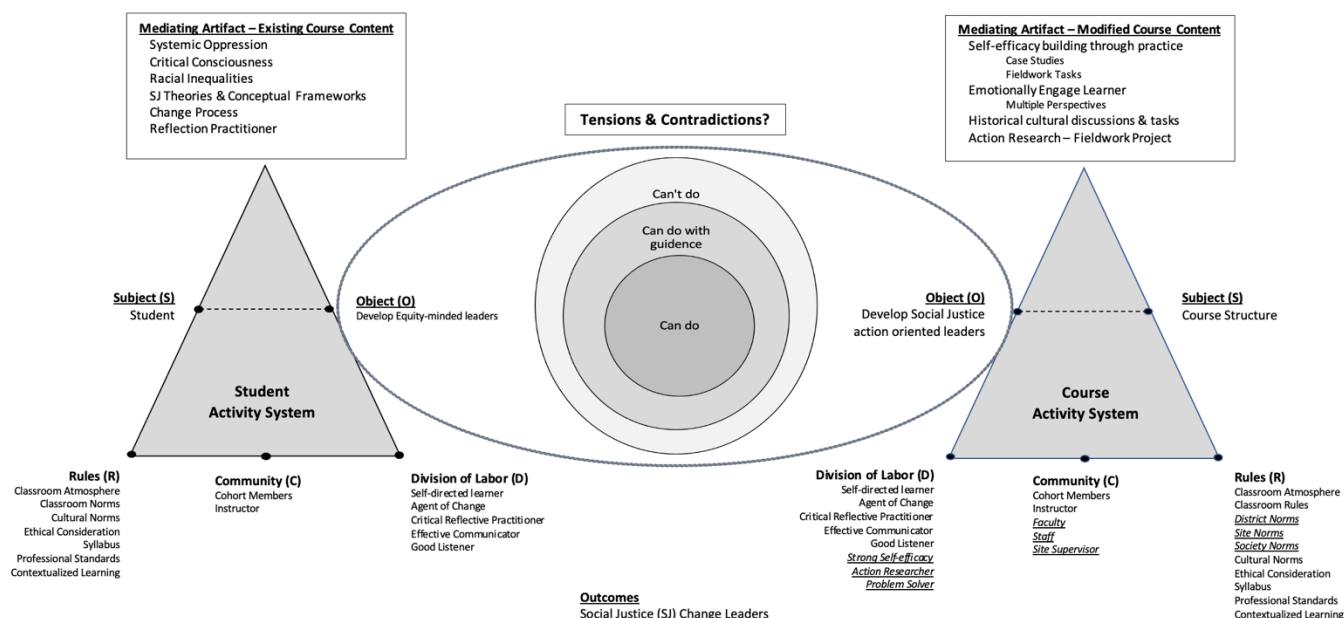 Mediating Artifact – Existing Course Content
Systemic Oppression
Critical Consciousness
Racial Inequalities
SJ Theories & Conceptual Frameworks
Change Process
Reflection Practitioner
Mediating Artifact – Modified Course Content
Self-efficacy building through practice
Case Studies
Fieldwork Tasks
Emotionally Engage Learner
Multiple Perspectives
Historical cultural discussions & tasks
Action Research – Fieldwork Project
Tensions & Contradictions?
Can't do
Can do with
guidence
Can do
Subject (S)
Student
Object (O)
Develop Equity-minded leaders
Object (O)
Develop Social Justice
action oriented leaders
Subject (S)
Course Structure
Student
Activity System
Course
Activity System
Rules (R)
Classroom Atmosphere
Classroom Norms
Cultural Norms
Ethical Consideration
Syllabus
Professional Standards
Contextualized Learning
Community (C)
Cohort Members
Instructor
Division of Labor (D)
Self-directed learner
Agent of Change
Critical Reflective Practitioner
Effective Communicator
Good Listener
Division of Labor (D)
Self-directed learner
Agent of Change
Critical Reflective Practitioner
Effective Communicator
Good Listener
Strong Self-efficacy
Action Researcher
Problem Solver
Community (C)
Cohort Members
Instructor
Faculty
Staff
Site Supervisor
Rules (R)
Classroom Atmosphere
Classroom Rules
District Norms
Site Norms
Society Norms
Cultural Norms
Ethical Consideration
Syllabus
Professional Standards
Contextualized Learning
Outcomes
Social Justice (SJ) Change Leaders